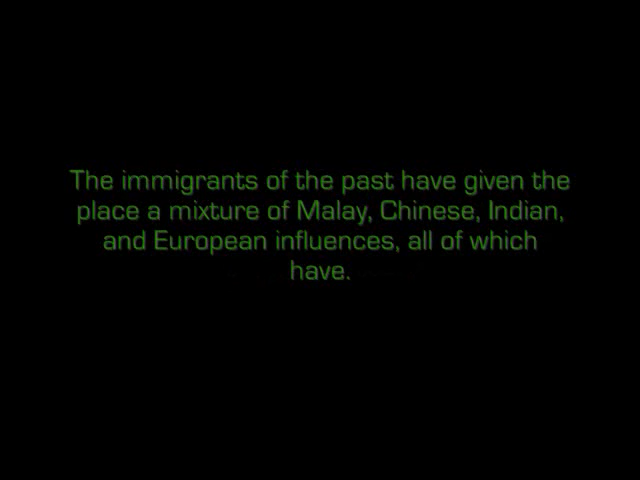 The immigrants of the past have given the
place a mixture of Malay, Chinese, Indian,
and European influences, all of which
have.